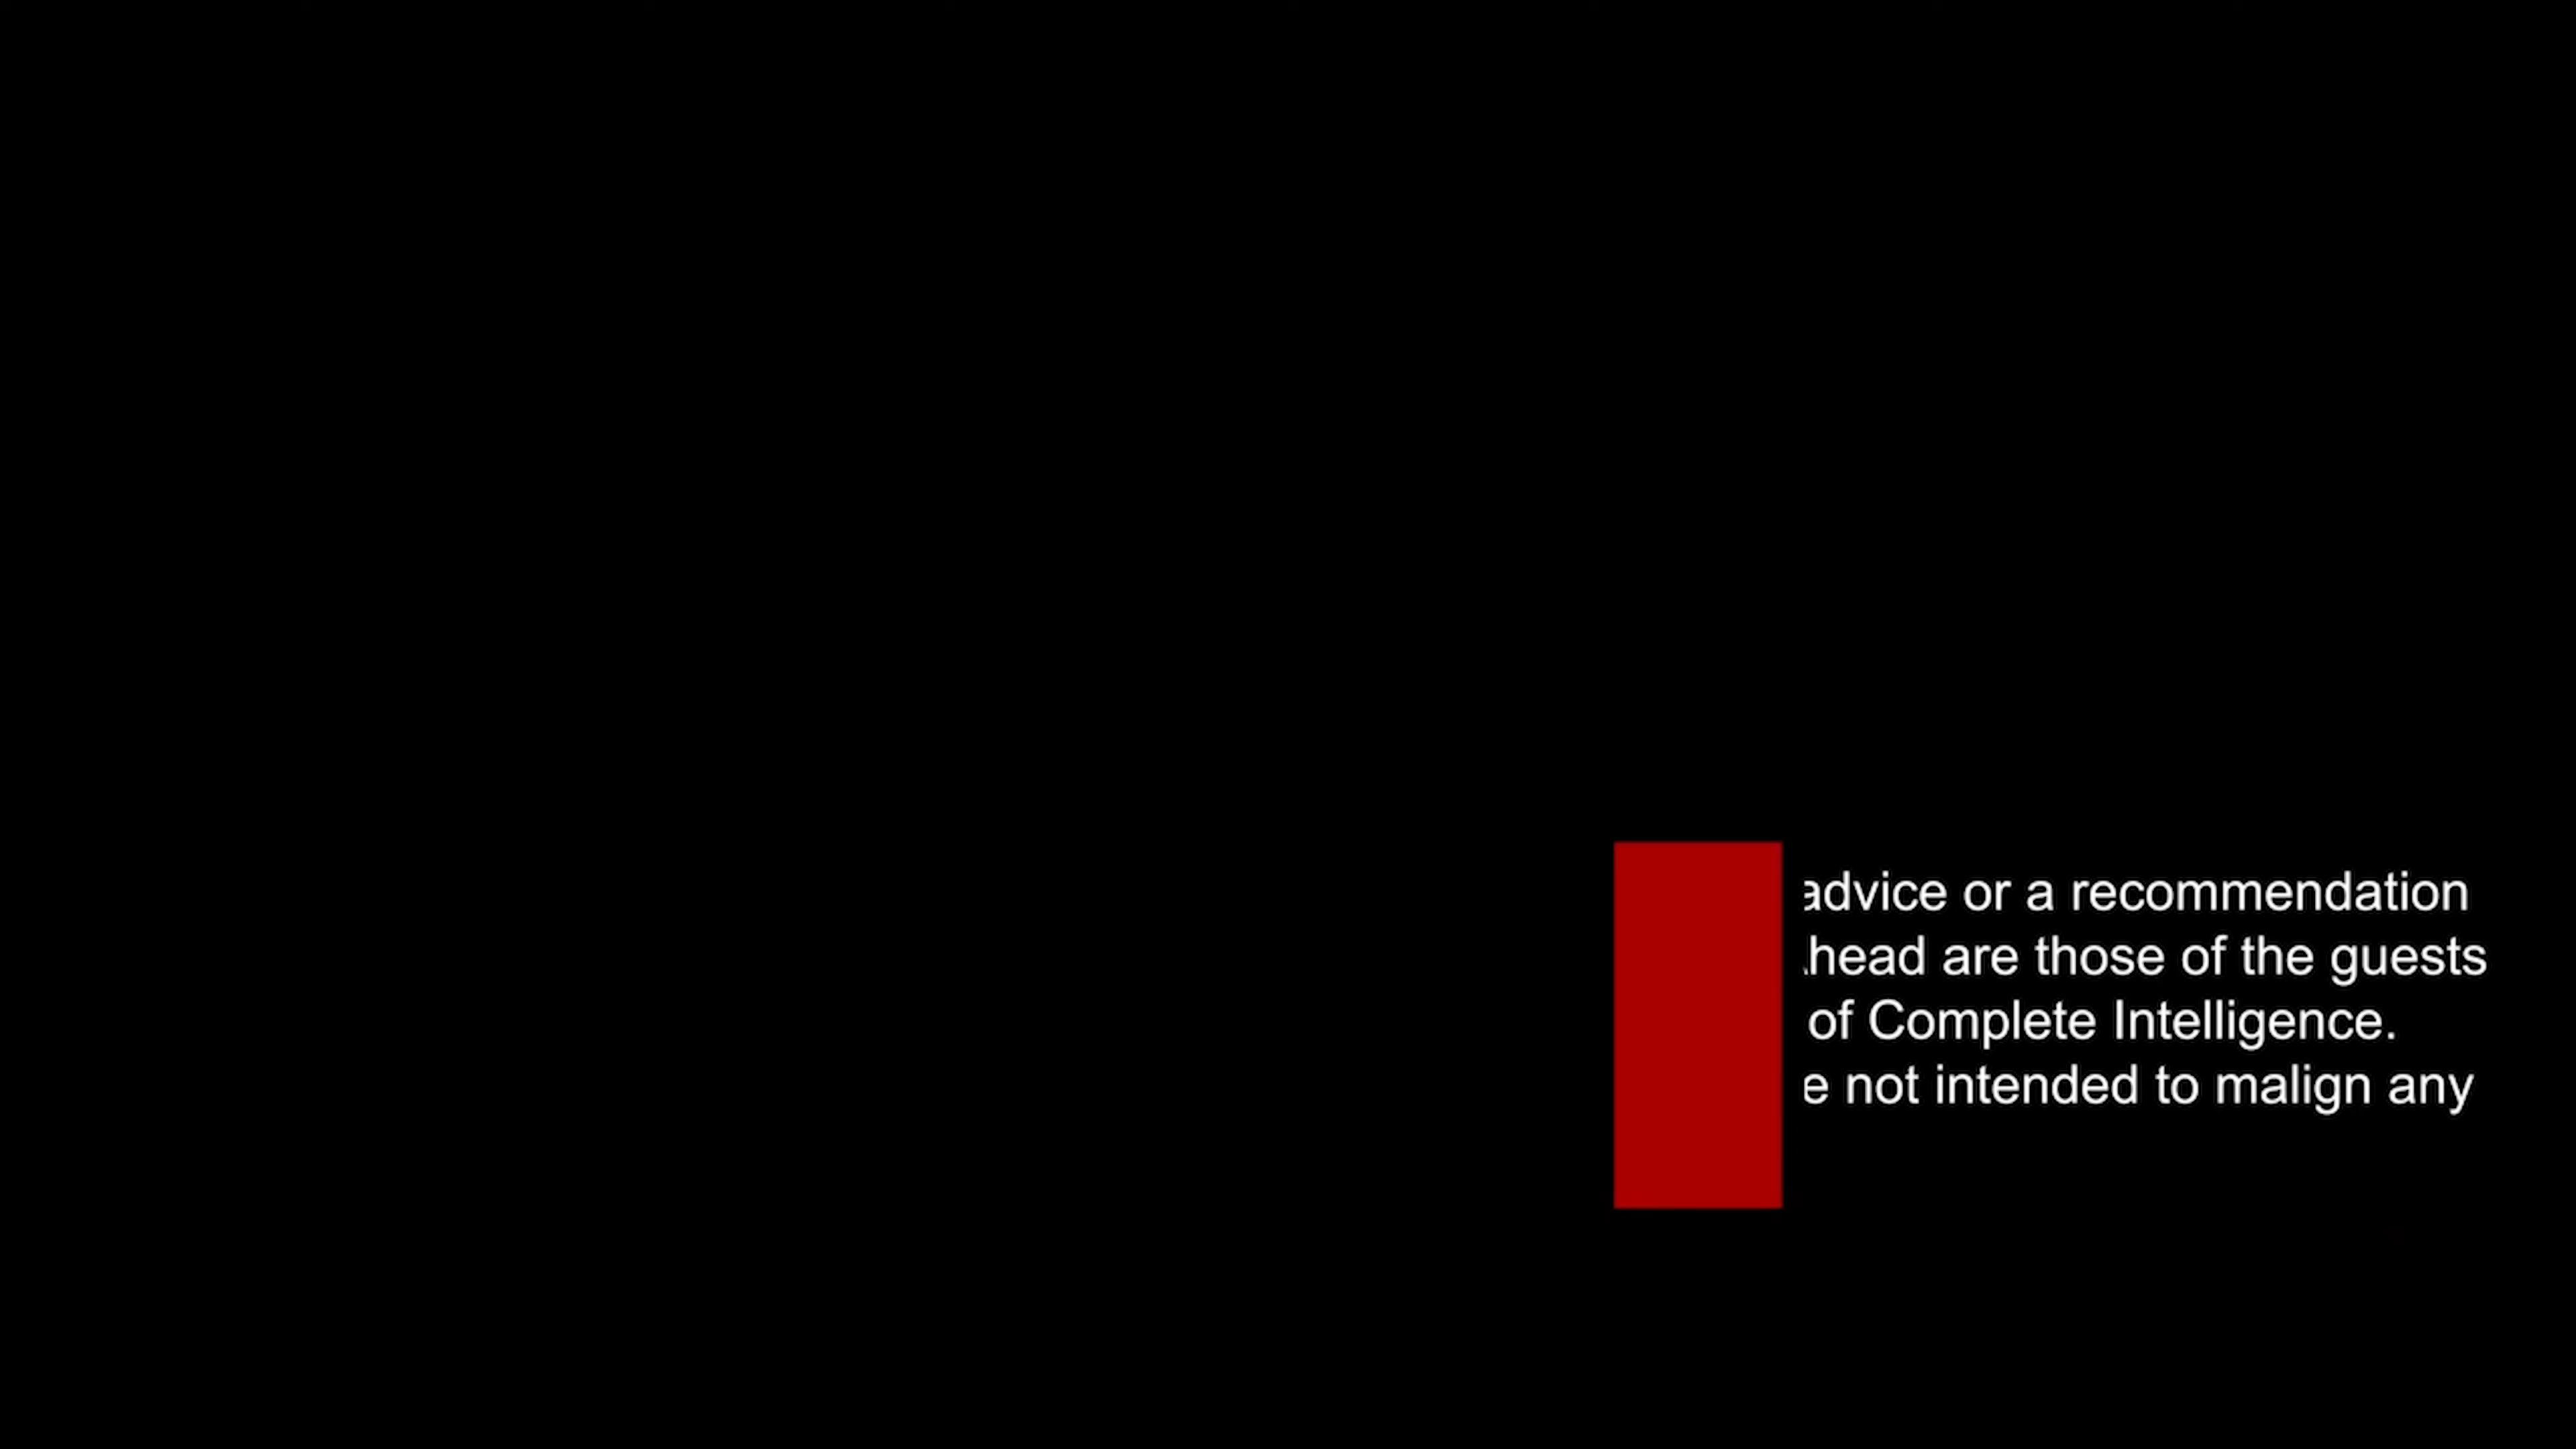 advice or a recommendation
head are those of the guests
of Complete Intelligence.
not intended to malign any